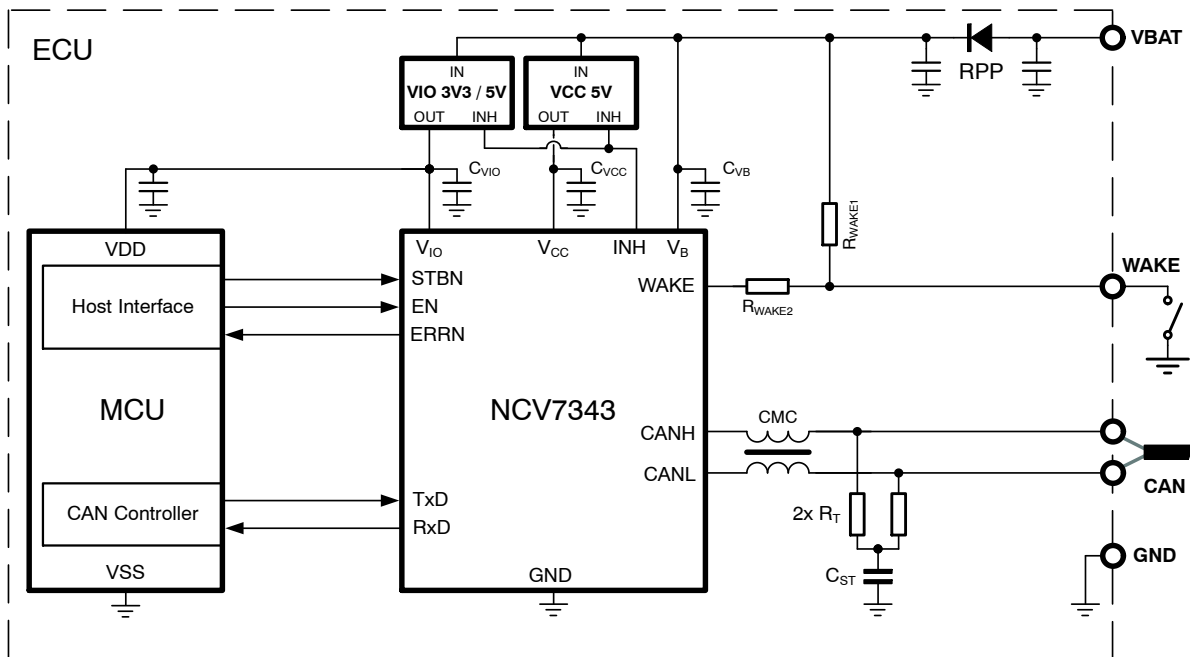 ECU
VBAT
RPP
IN
VIO 3V3 / 5V
OUT INH
IN
VCC 5V
OUT INH
CVIO
CVCC
CVB
RWAKE1
VDD
VIO
VCC
INH
VB
Host Interface
STBN
EN
ERRN
WAKE
RWAKE2
WAKE
MCU
NCV7343
CANH
CANL
CMC
CAN
CAN Controller
TxD
RxD
2x RT
CST
VSS
GND
GND